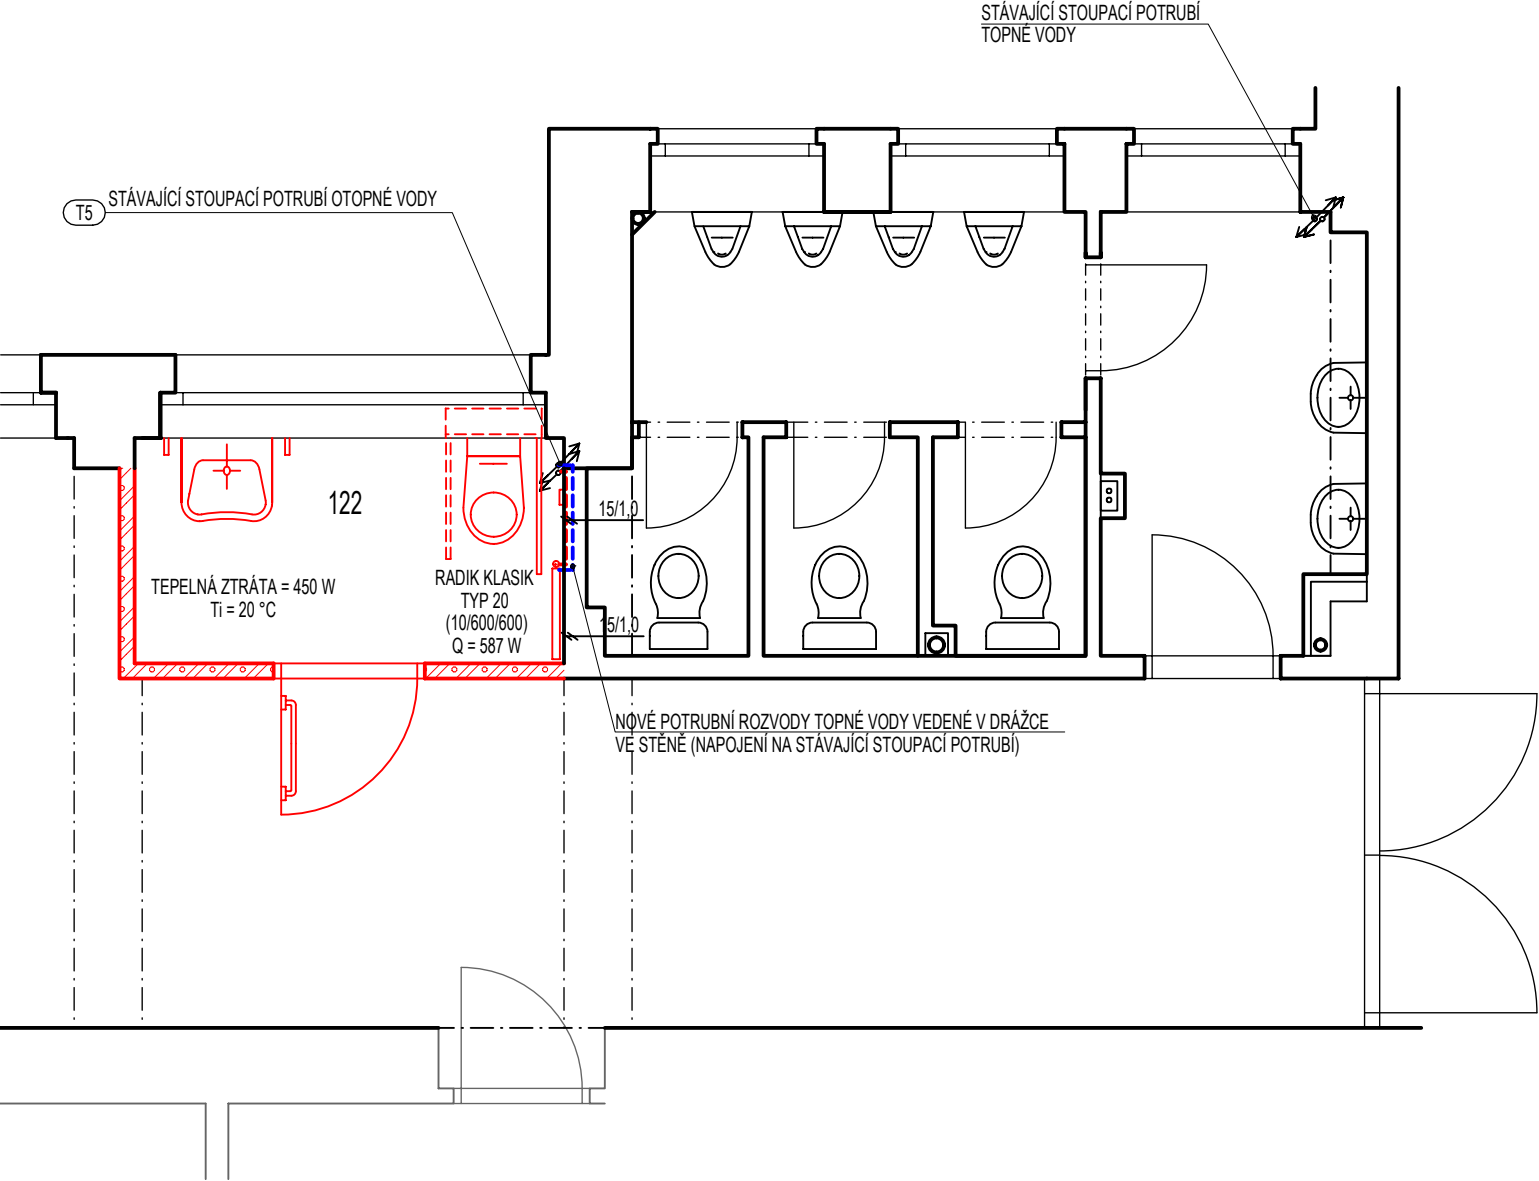 STÁVAJÍCÍ STOUPACÍ POTRUBÍ
TOPNÉ VODY
T5
STÁVAJÍCÍ STOUPACÍ POTRUBÍ OTOPNÉ VODY
122
15/1,0
TEPELNÁ ZTRÁTA = 450 W
Ti = 20 °C
RADIK KLASIK
TYP 20
(10/600/600)
Q = 587 W
15/1,0
NOVÉ POTRUBNÍ ROZVODY TOPNÉ VODY VEDENÉ V DRÁŽCE
VE STĚNĚ (NAPOJENÍ NA STÁVAJÍCÍ STOUPACÍ POTRUBÍ)